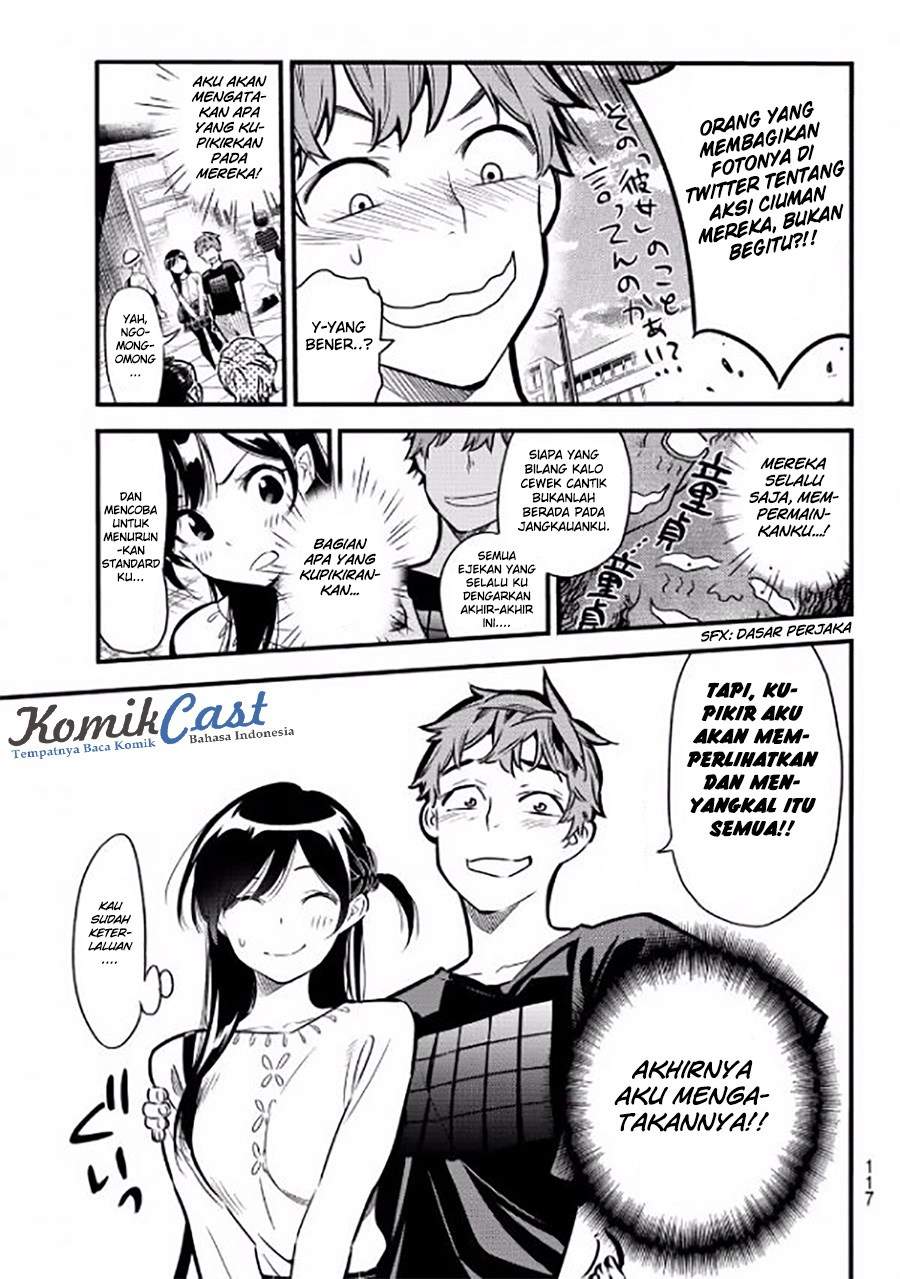 ORANG YANG
MEMBAGIKAN
FOTONYA DI
TWITTER TENTANG
AKSI CIUMAN
MEREKA, BUKAN
BEGITU?!!
その「彼女」のこと
言ってんのかぁ!!?
Y-YANG
BENER..?
AKU AKAN
MENGATA-
KAN APA
YANG KU-
PIKIRKAN
PADA
MEREKA!
YAH,
NGO-
MONG-
OMONG
...
MEREKA
SELALU
SAJA, MEM-
PERMAIN-
KANKU...!
童貞
童貞
SFX: DASAR PERJAKA
SIAPA YANG
BILANG KALO
CEWEK CANTIK
BUKANLAH
BERADA PADA
JANGKAUANKU.
SEMUA
EJEKAN YANG
SELALU KU
DENGARKAN
AKHIR-AKHIR
INI....
BAGIAN
APA YANG
KUPIKIRAN-
KAN...
DAN
MENCOBA
UNTUK
MENURUN
-KAN
STANDARD
KU...
TAPI, KU-
PIKIR AKU
AKAN MEM-
PERLIHATKAN
DAN MEN-
YANGKAL ITU
SEMUA!!
KomikCast
Tempatnya Baca Komik Bahasa Indonesia
KAU
SUDAH
KETER-
LALUAN
....
AKHIRNYA
AKU MENGA-
TAKANNYA!!
ぐいっ
117